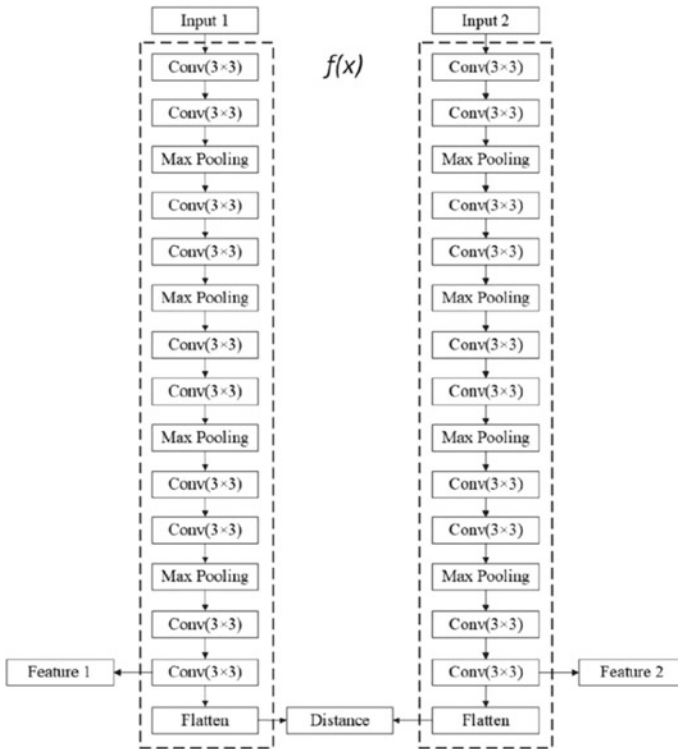 Input 1
Input 2
f(x)
Conv(3×3)
Conv(3×3)
Conv(3×3)
Conv(3×3)
Max Pooling
Max Pooling
Conv(3×3)
Conv(3×3)
Conv(3×3)
Conv(3×3)
Max Pooling
Max Pooling
Conv(3×3)
Conv(3×3)
Conv(3×3)
Conv(3×3)
Max Pooling
Max Pooling
Conv(3×3)
Conv(3×3)
Conv(3×3)
Conv(3×3)
Max Pooling
Max Pooling
Conv(3×3)
Conv(3×3)
Feature 1
Conv(3×3)
Conv(3×3)
Feature 2
Flatten
Distance
Flatten